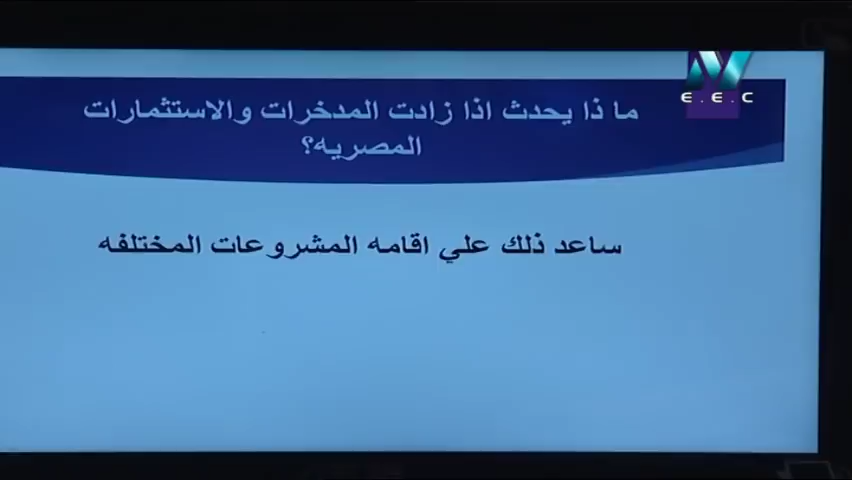 ما ذا يحدث اذا زادت المدخرات والاستثمارات
المصريه؟
ساعد ذلك علي اقامه المشروعات المختلفه
E.E.C